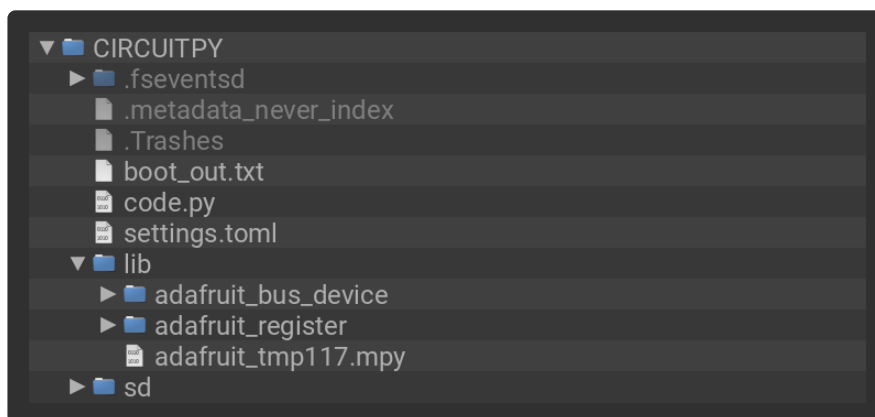 CIRCUITPY
.fseventsd
.metadata_never_index
.Trashes
boot_out.txt
code.py
settings.toml
lib
adafruit_bus_device
adafruit_register
adafruit_tmp117.mpy
sd